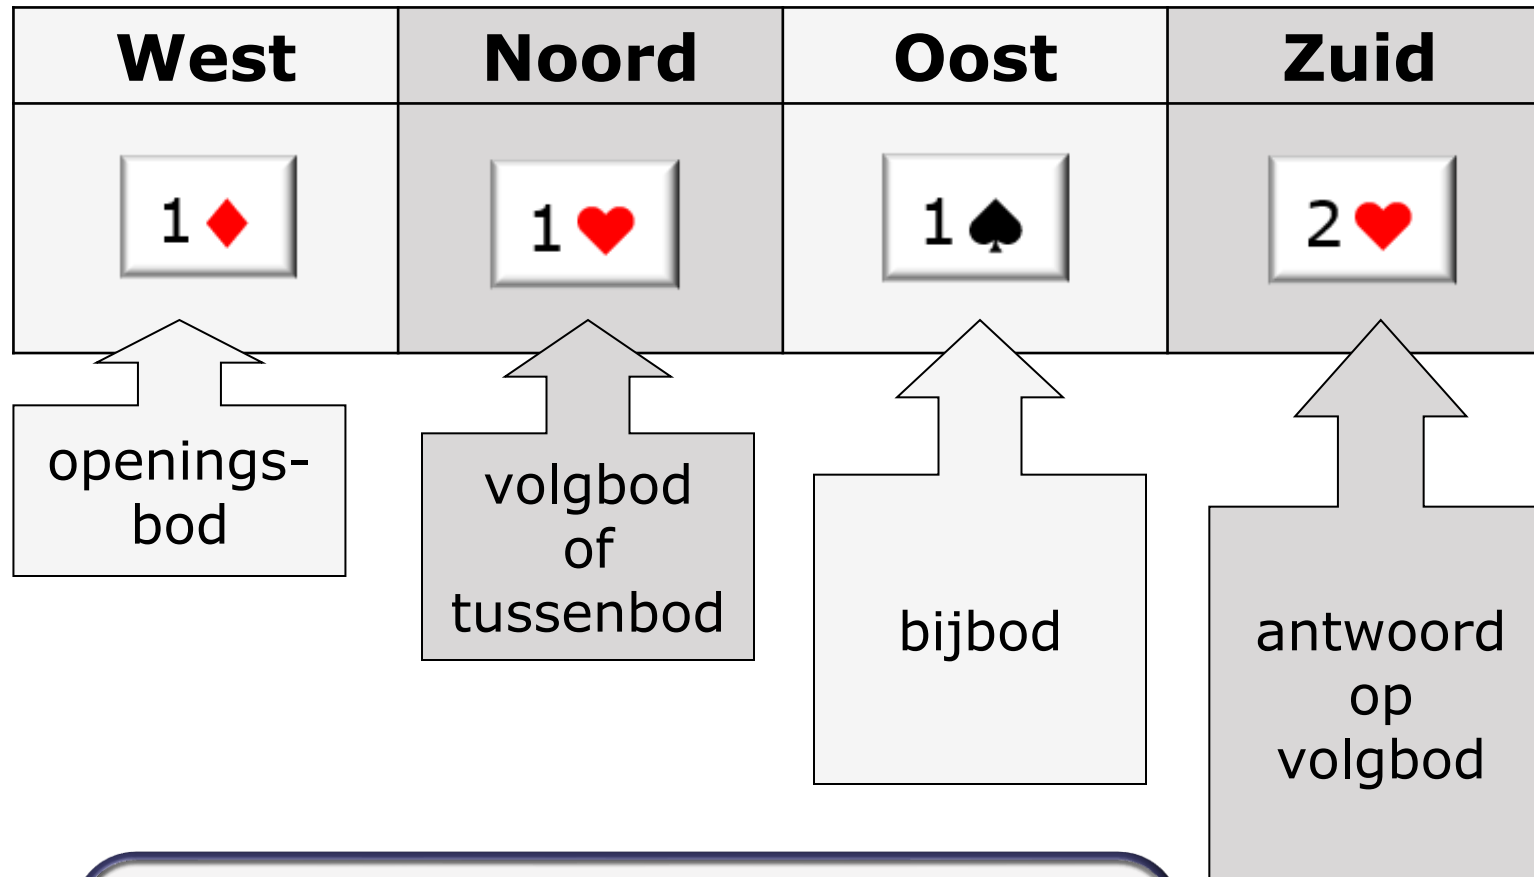 West Noord Oost Zuid
1♦ 1♥ 1♠ 2♥
openings-
bod
volgbod
of
tussenbod
bijbod
antwoord
op
volgbod